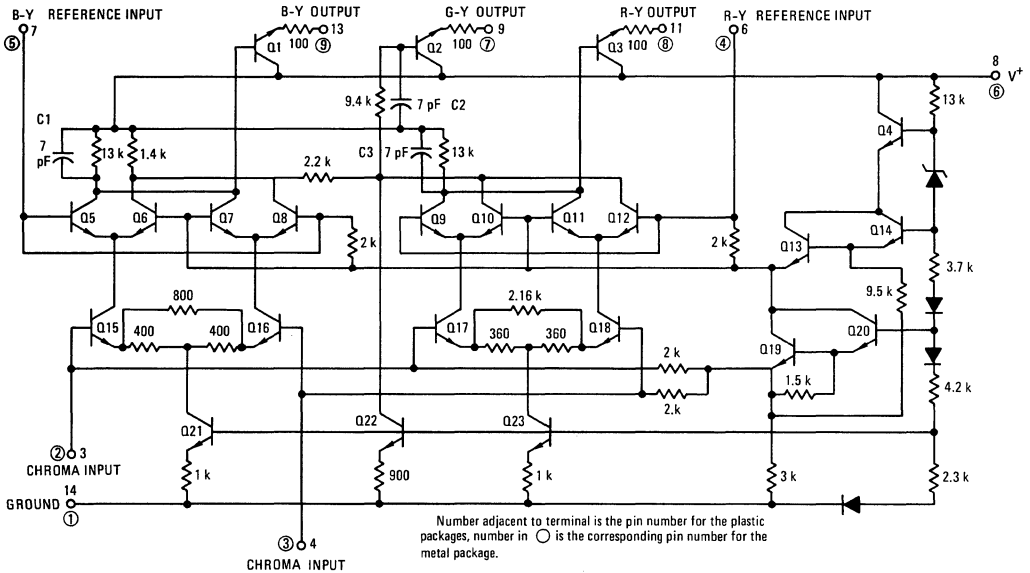 B-Y REFERENCE INPUT
B-Y OUTPUT
G-Y OUTPUT
R-Y OUTPUT
R-Y REFERENCE INPUT
⑤ 7
Q1
100
13
⑨
Q2
100
9
⑦
Q3
100
11
⑧
6
④
8
⑥ V+
9.4 k
7 pF C2
13 k
Q4
C1
7
pF
13 k
1.4 k
C3
7 pF
13 k
2.2 k
Q5
Q6
Q7
Q8
2 k
Q9
Q10
Q11
Q12
2 k
Q13
Q14
3.7 k
9.5 k
800
2.16 k
Q15
400
400
Q16
Q17
360
360
Q18
Q19
Q20
2 k
2 k
1.5 k
4.2 k
Q21
Q22
Q23
② 3
CHROMA INPUT
1 k
900
1 k
3 k
2.3 k
14
GROUND
①
③ 4
CHROMA INPUT
Number adjacent to terminal is the pin number for the plastic
packages, number in ◯ is the corresponding pin number for the
metal package.